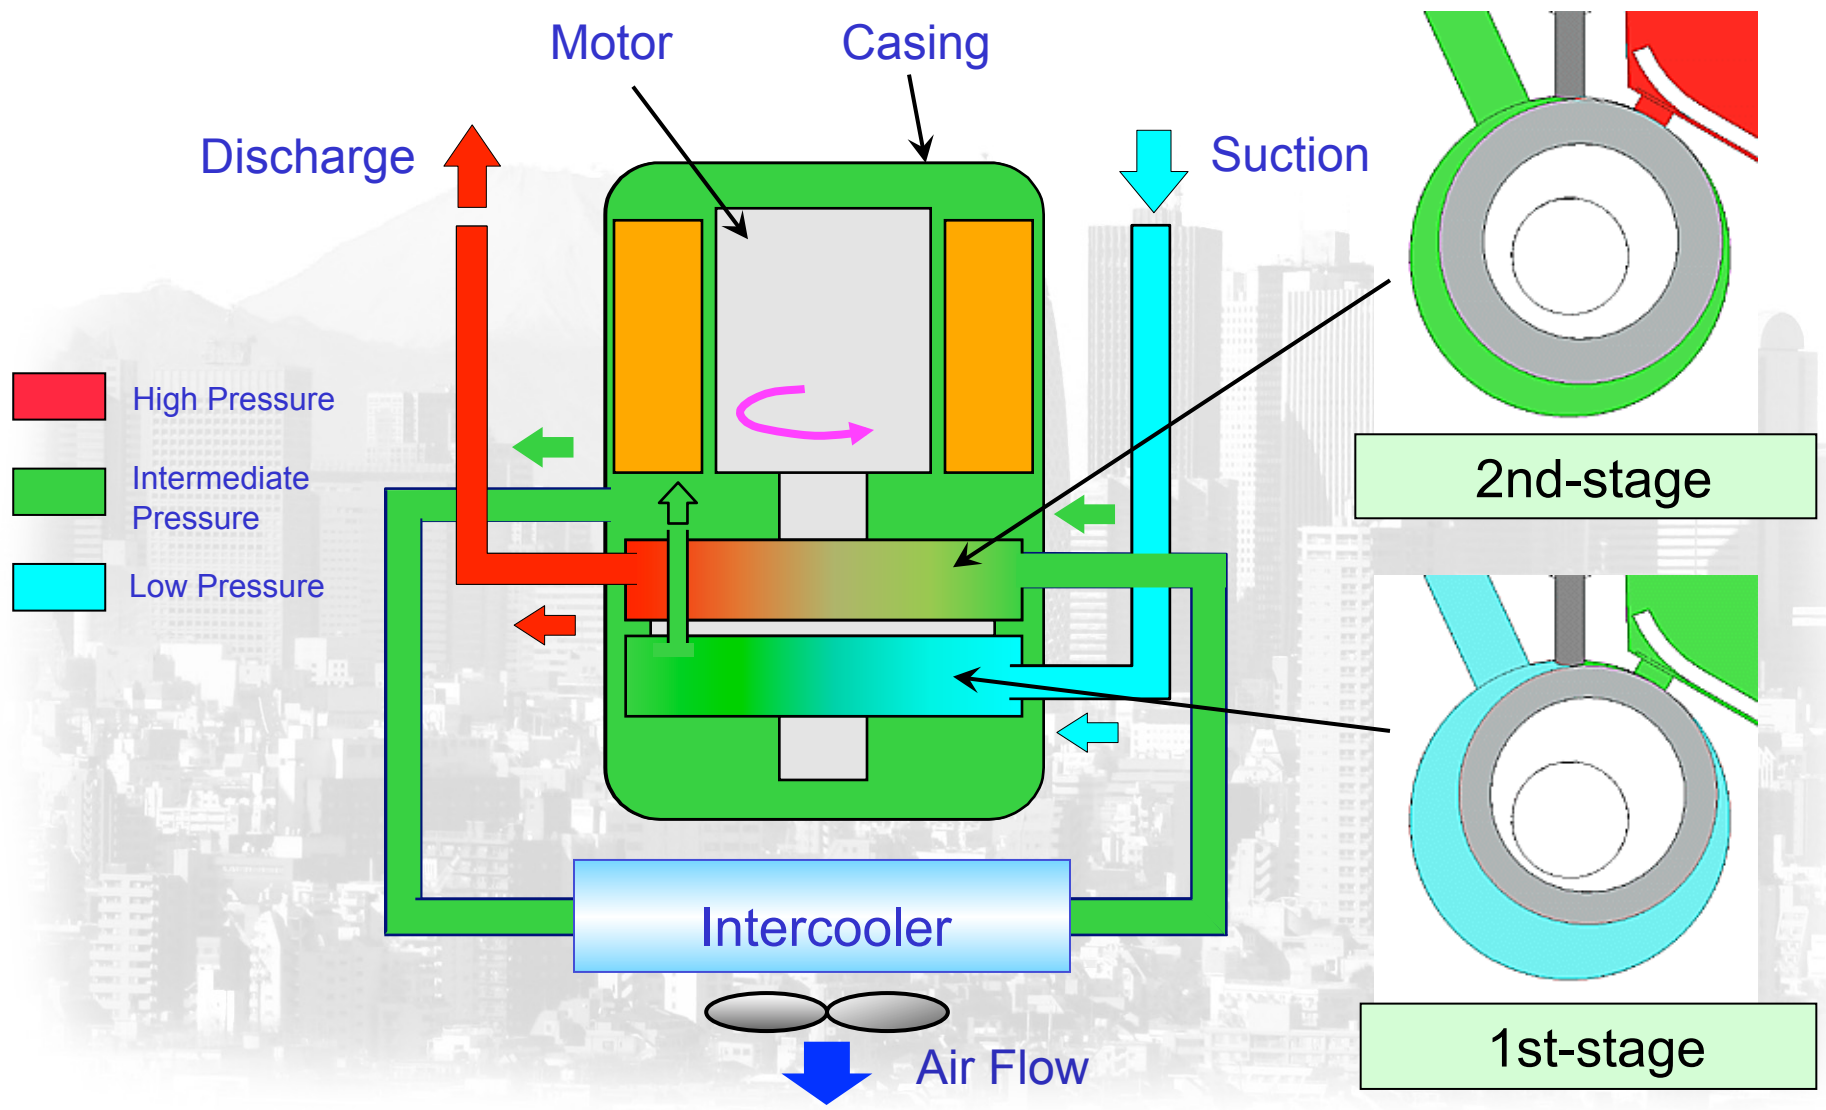 Motor
Casing
Discharge
Suction
High Pressure
Intermediate
Pressure
Low Pressure
2nd-stage
Intercooler
1st-stage
Air Flow